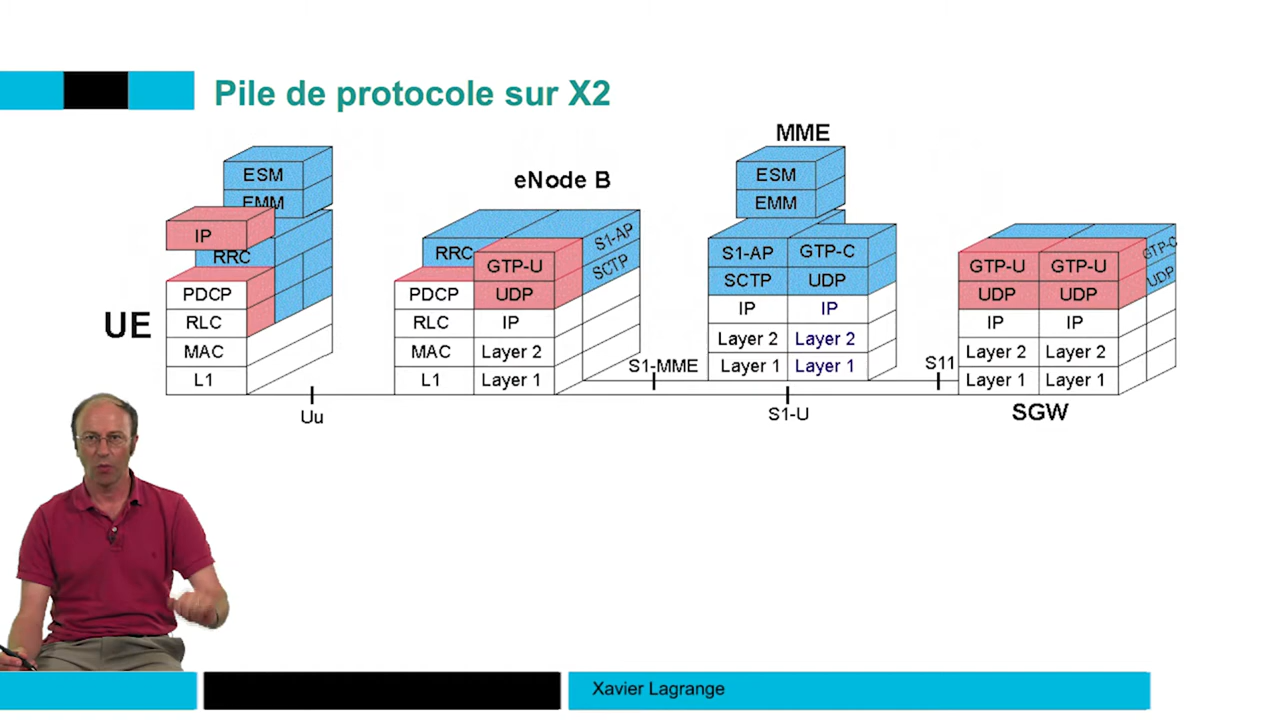 Pile de protocole sur X2
MME
eNode B
ESM
EMM
IP
RRC
PDCP
RLC
MAC
L1
UE
Uu
RRC
S1-AP
SCTP
GTP-U
PDCP
UDP
RLC
IP
MAC
Layer 2
L1
Layer 1
S1-MME
ESM
EMM
S1-AP
GTP-C
SCTP
UDP
IP
IP
Layer 2
Layer 2
Layer 1
Layer 1
S1-U
S11
GTP-U
GTP-U
GTP-C
UDP
UDP
UDP
IP
IP
Layer 2
Layer 2
Layer 1
Layer 1
SGW
Xavier Lagrange